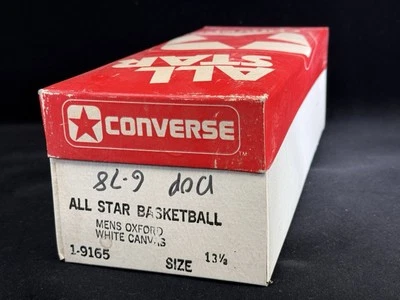 ALL
STAR
CONVERSE
ALL STAR BASKETBALL
MENS OXFORD
WHITE CANVAS
1-9165 SIZE 13½